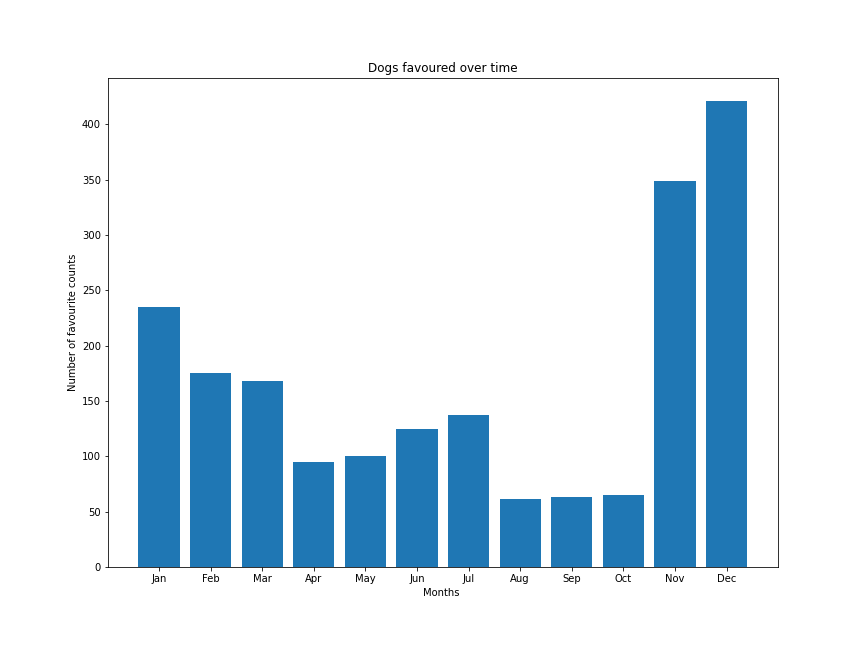 Dogs favoured over time
Number of favourite counts
400
350
300
250
200
150
100
50
0
Jan Feb Mar Apr May Jun Jul Aug Sep Oct Nov Dec
Months